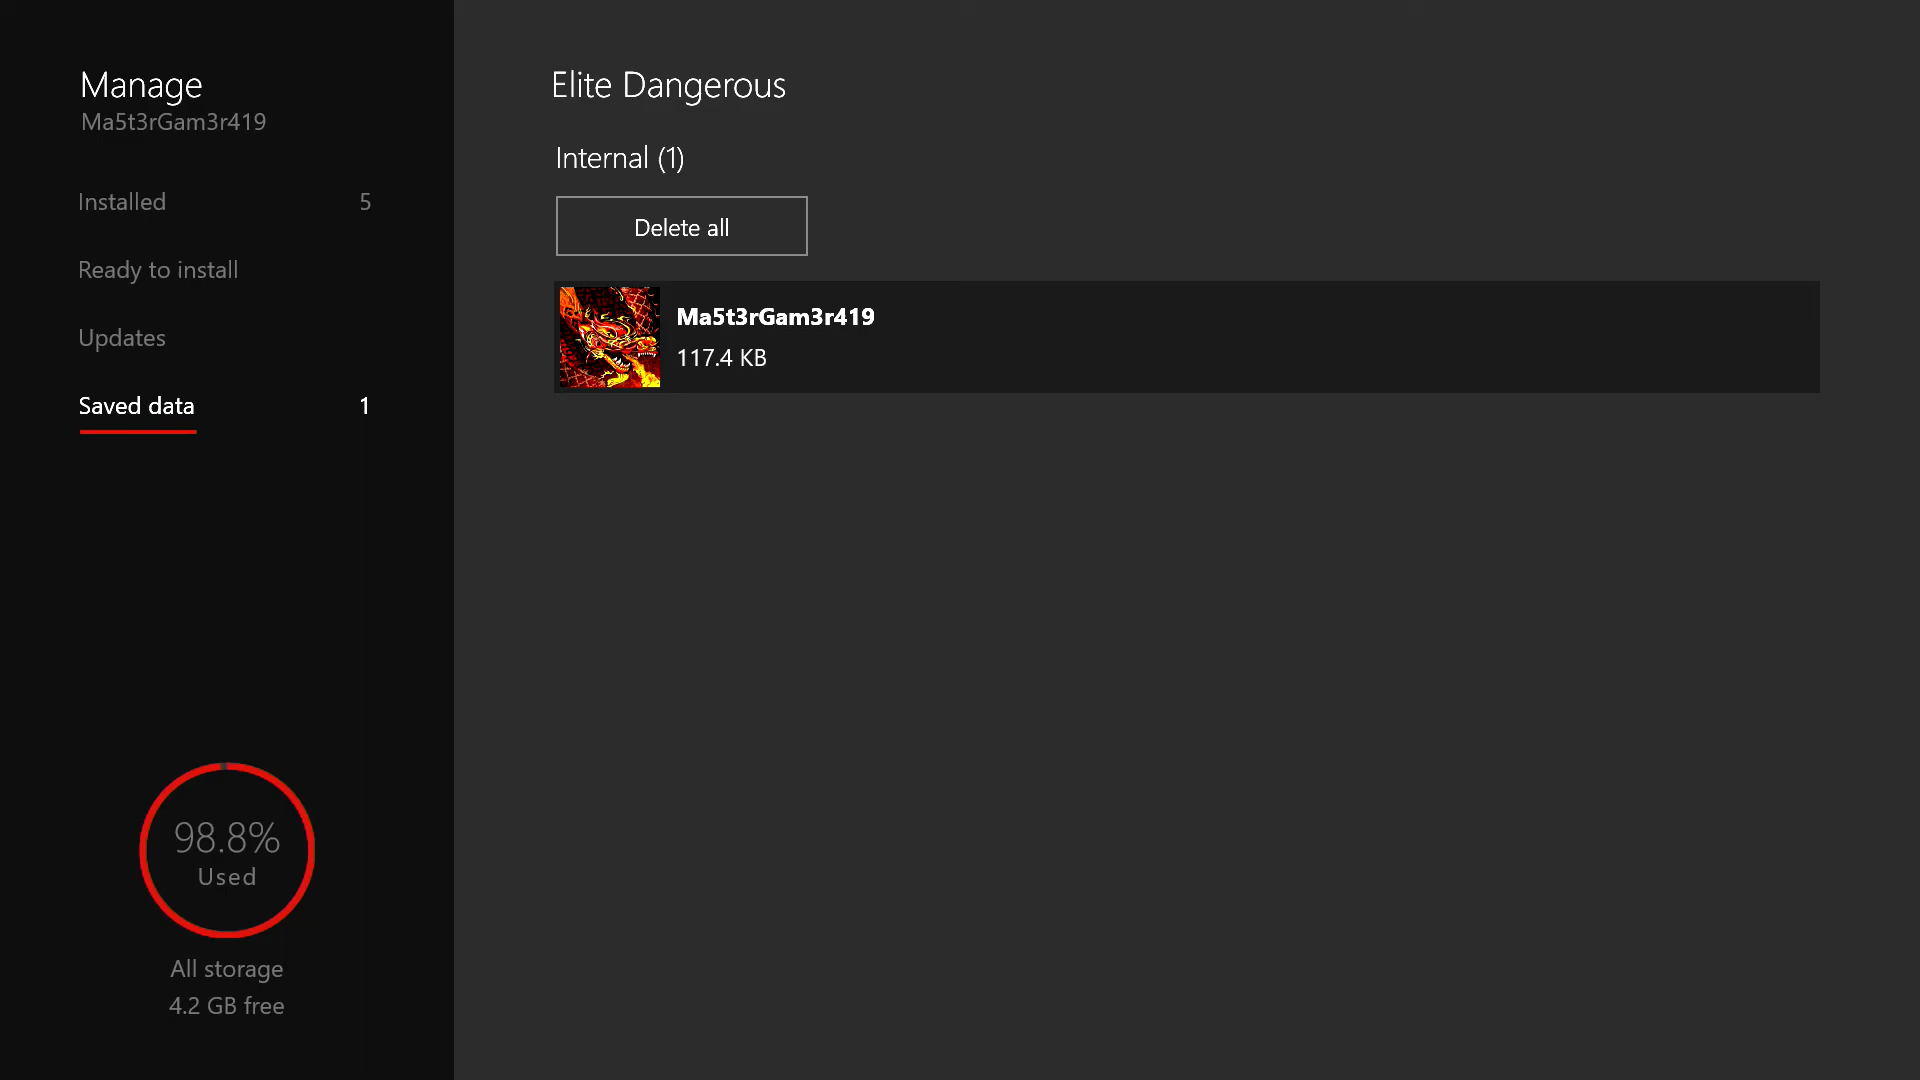 Manage
Ma5t3rGam3r419
Installed 5
Ready to install
Updates
Saved data 1
98.8%
Used
All storage
4.2 GB free
Elite Dangerous
Internal (1)
Delete all
Ma5t3rGam3r419
117.4 KB